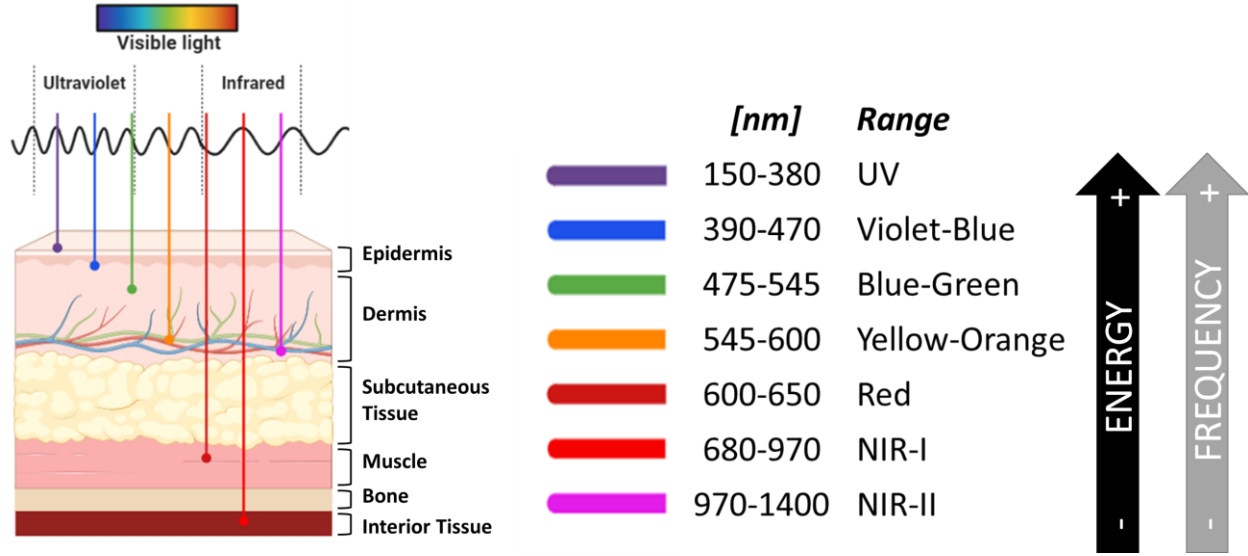 Visible light
Ultraviolet
Infrared
Epidermis
Dermis
Subcutaneous
Tissue
Muscle
Bone
Interior Tissue
[nm] Range
150-380 UV
390-470 Violet-Blue
475-545 Blue-Green
545-600 Yellow-Orange
600-650 Red
680-970 NIR-I
970-1400 NIR-II
+
ENERGY
-
+
FREQUENCY
-